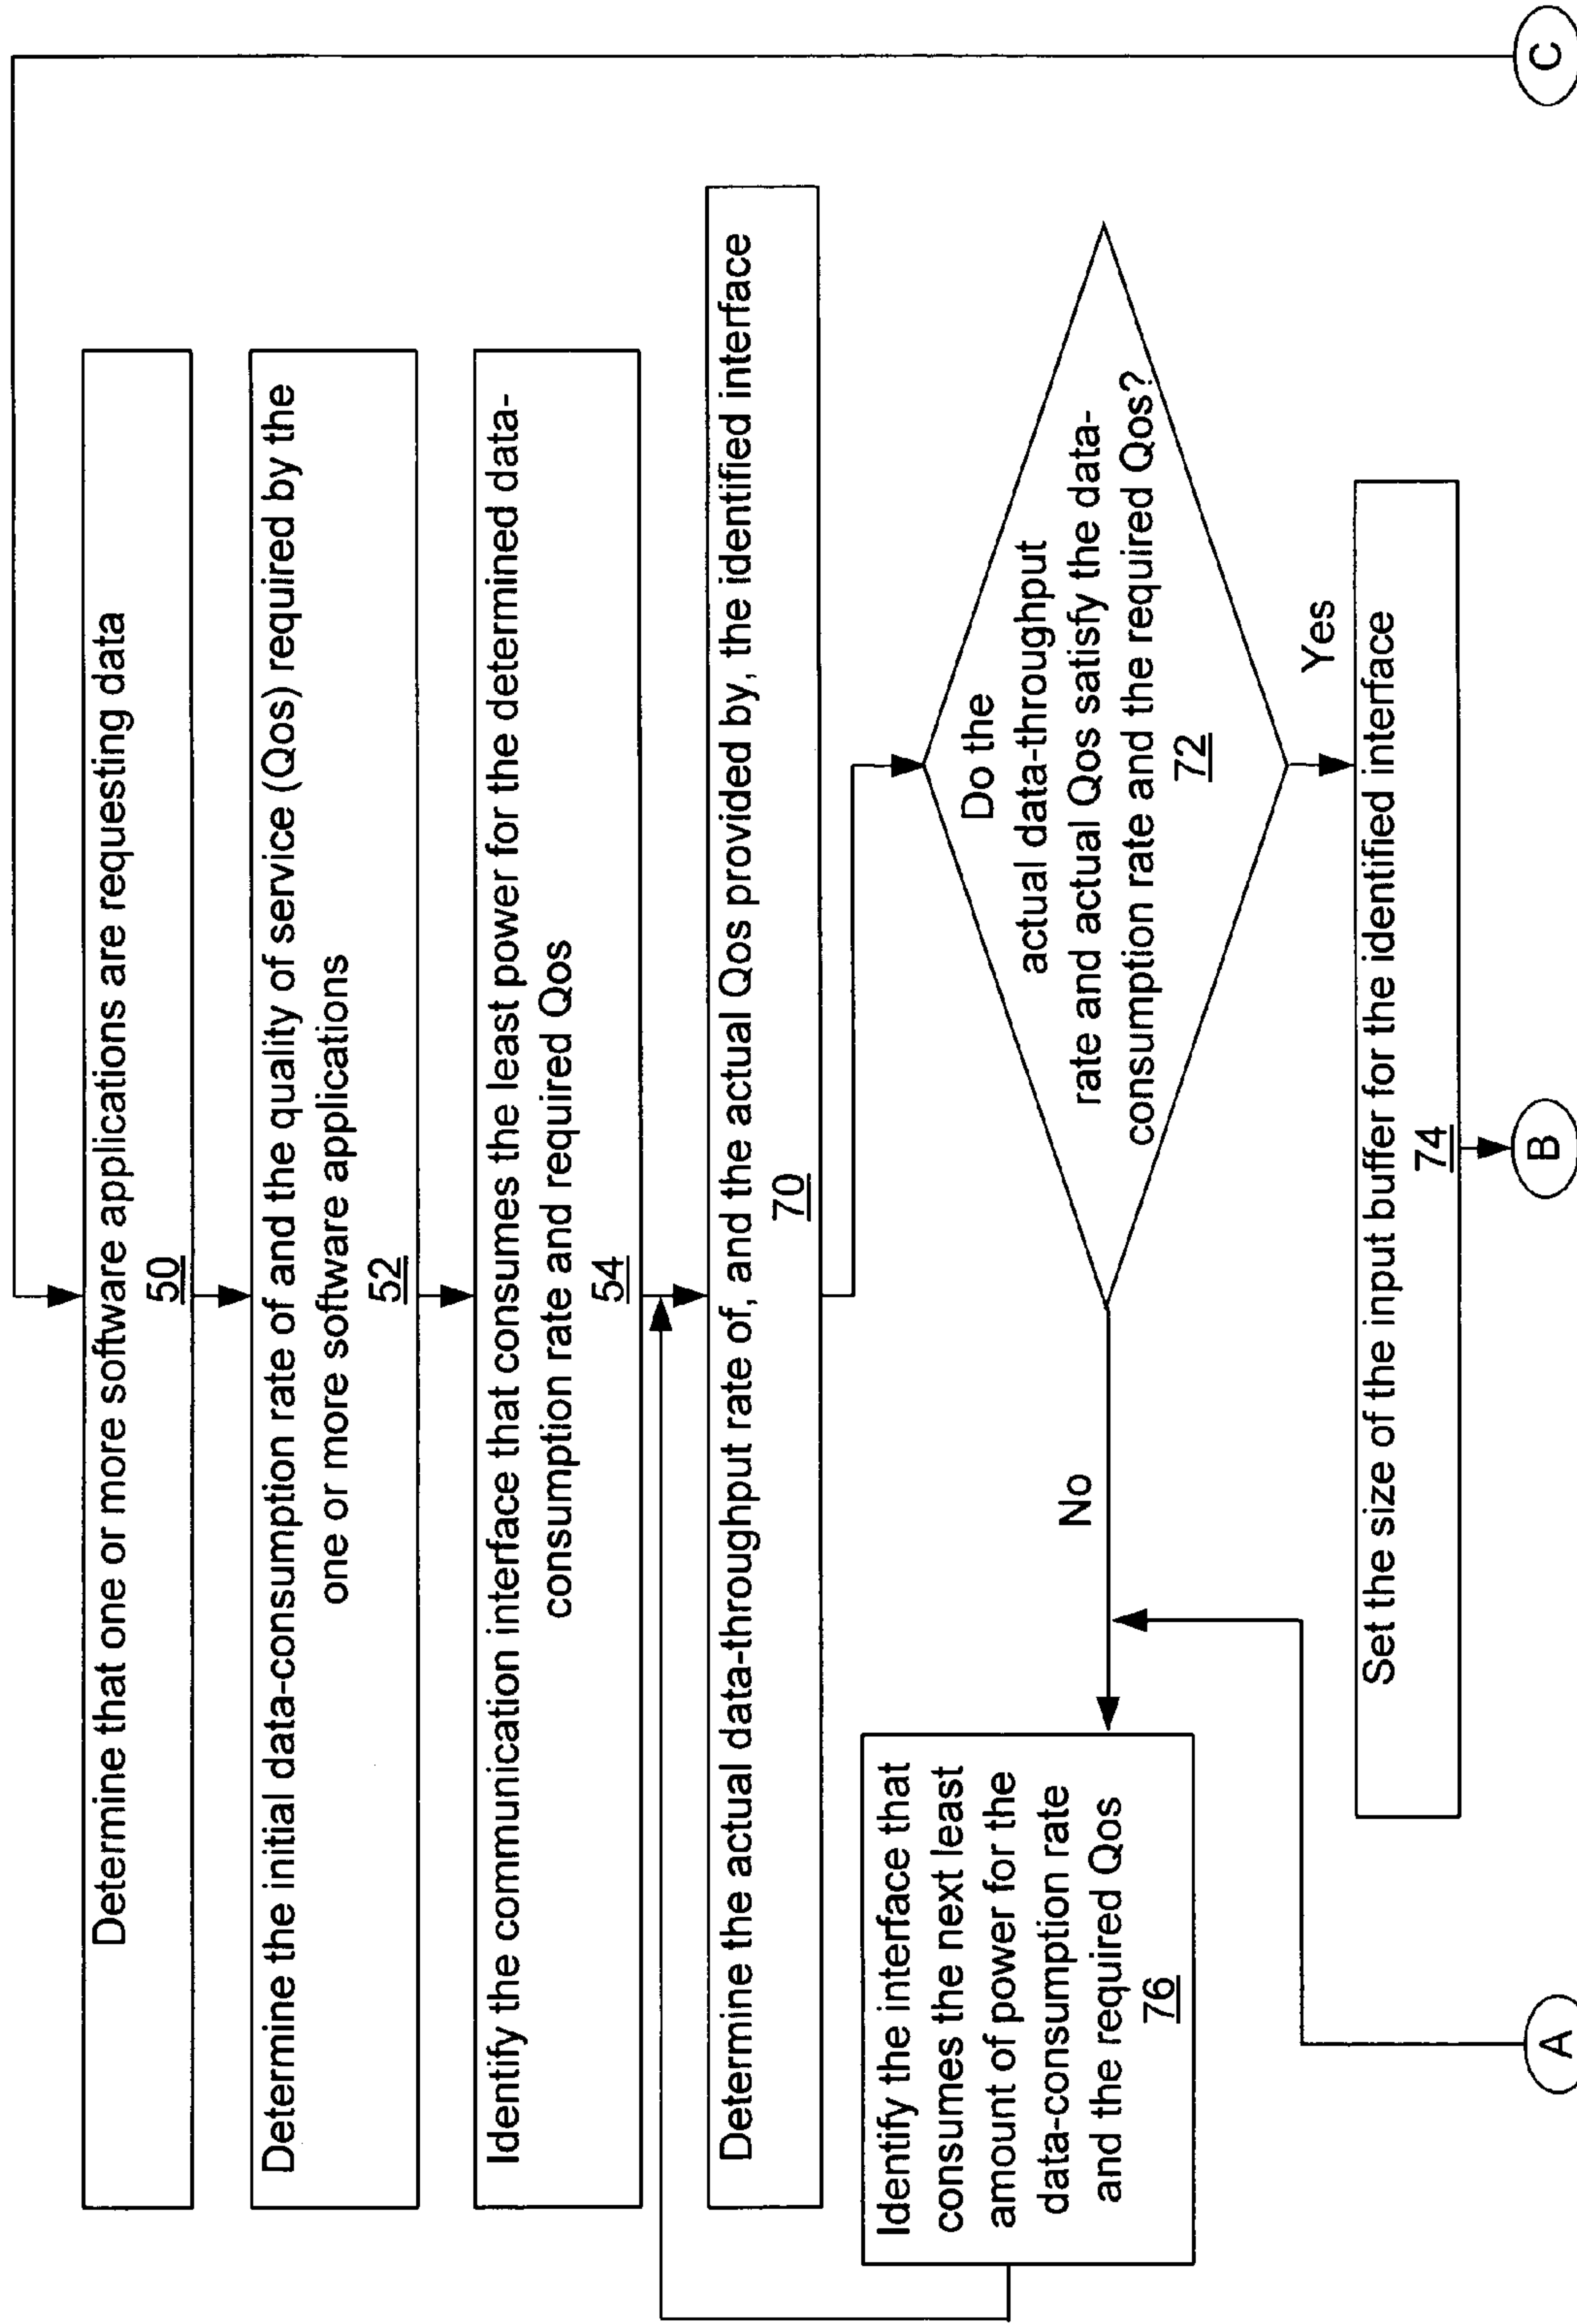 Determine that one or more software applications are requesting data
50
Determine the initial data-consumption rate of and the quality of service (Qos) required by the
one or more software applications
52
Identify the communication interface that consumes the least power for the determined data-
consumption rate and required Qos
54
Determine the actual data-throughput rate of, and the actual Qos provided by, the identified interface
70
Do the
actual data-throughput
rate and actual Qos satisfy the data-
consumption rate and the required Qos?
72
No
Yes
Identify the interface that
consumes the next least
amount of power for the
data-consumption rate
and the required Qos
76
Set the size of the input buffer for the identified interface
74
A
B
C